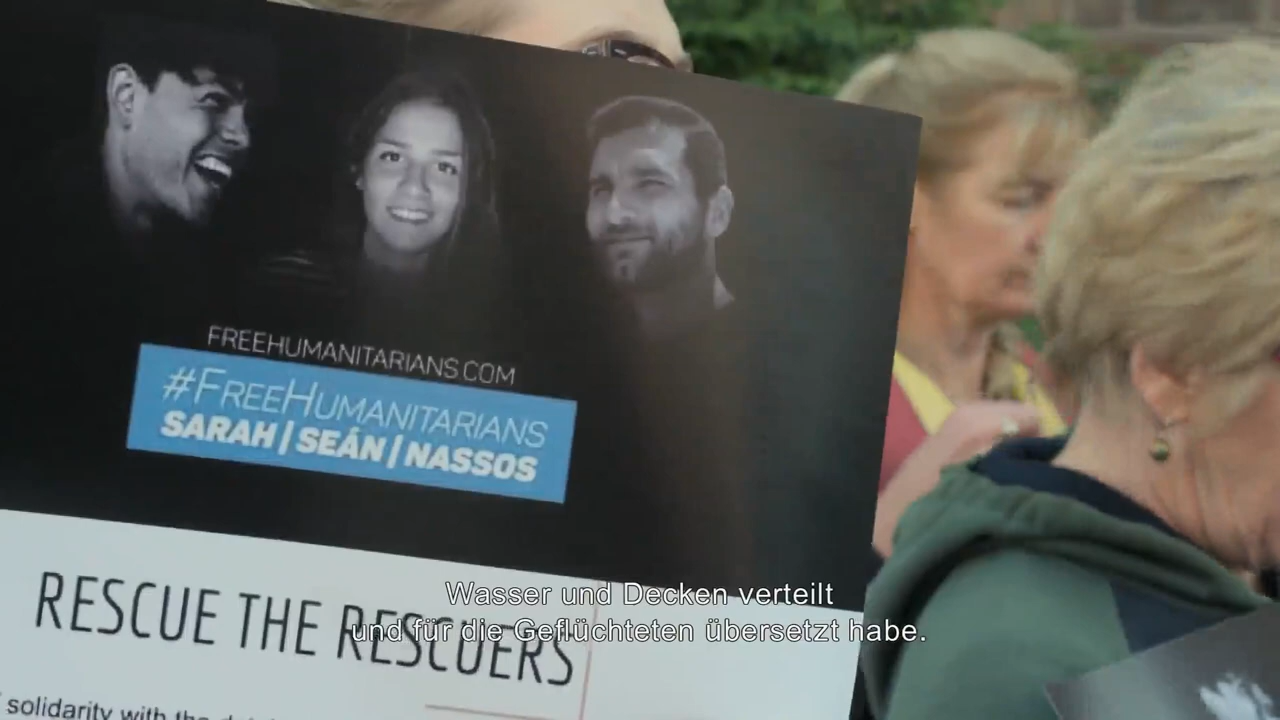 FREEHUMANITARIANS.COM
#FREEHUMANITARIANS
SARAH | SEÁN | NASSOS
RESCUE THE RESCUERS
solidarity with the
Wasser und Decken verteilt
und für die Geflüchteten übersetzt habe.